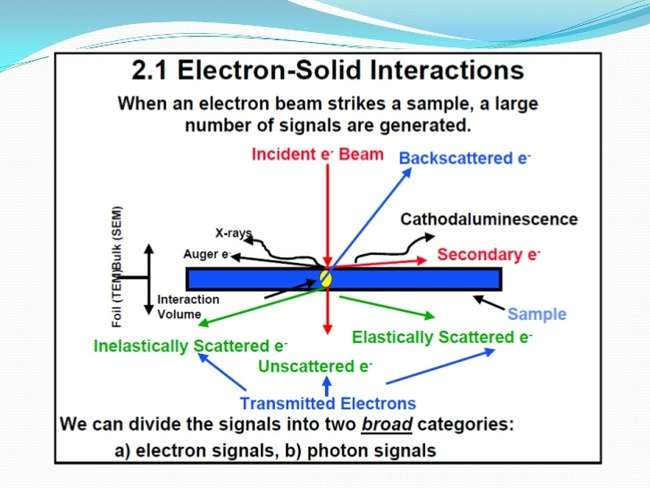 2.1 Electron-Solid Interactions
When an electron beam strikes a sample, a large
number of signals are generated.
Incident e- Beam
Backscattered e-
Cathodaluminescence
X-rays
Auger e-
Secondary e-
Foil (TEM)Bulk (SEM)
Interaction
Volume
Sample
Inelastically Scattered e-
Elastically Scattered e-
Unscattered e-
Transmitted Electrons
We can divide the signals into two broad categories:
a) electron signals, b) photon signals